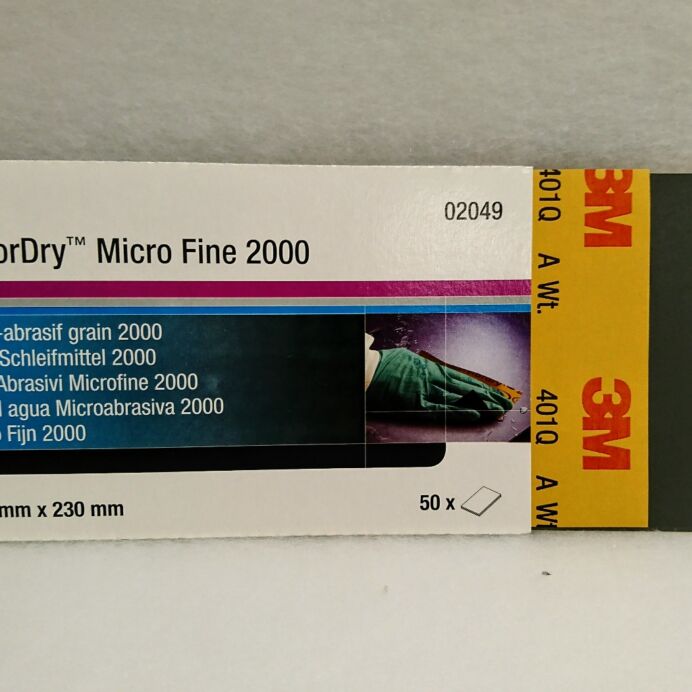 02049
orDry™ Micro Fine 2000
-abrasif grain 2000
Schleifmittel 2000
Abrasivi Microfine 2000
agua Microabrasiva 2000
Fijn 2000
mm x 230 mm
50 x
401Q A Wt.
3M
401Q A W
3M